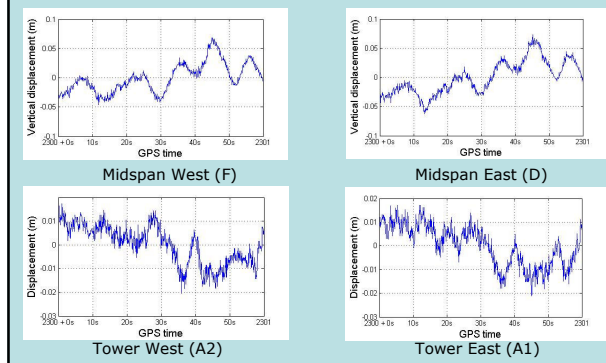 0.1
0.05
0
-0.05
-0.1
Vertical displacement (m)
2300 + 0s 10s 20s 30s 40s 50s 2301
GPS time
Midspan West (F)
0.1
0.05
0
-0.05
-0.1
Vertical displacement (m)
2300 + 0s 10s 20s 30s 40s 50s 2301
GPS time
Midspan East (D)
0.02
0.01
0
-0.01
-0.02
-0.03
Displacement (m)
2300 + 0s 10s 20s 30s 40s 50s 2301
GPS time
Tower West (A2)
0.02
0.01
0
-0.01
-0.02
-0.03
Displacement (m)
2300 + 0s 10s 20s 30s 40s 50s 2301
GPS time
Tower East (A1)